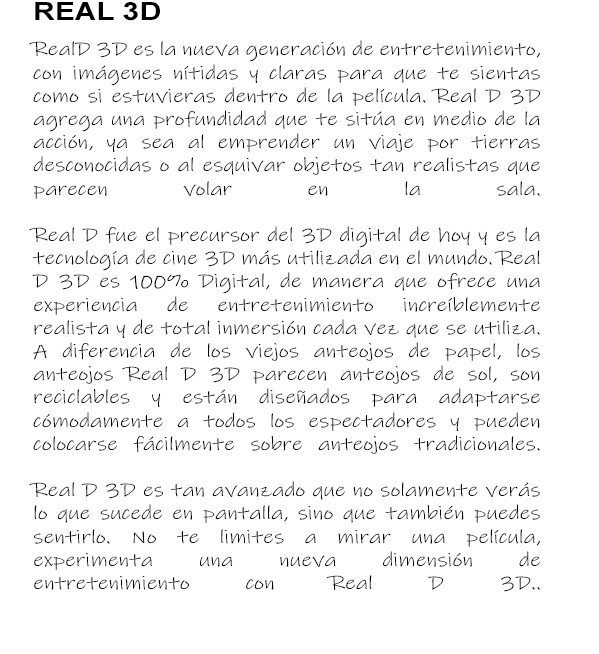 REAL 3D
RealD 3D es la nueva generación de entretenimiento,
con imágenes nítidas y claras para que te sientas
como si estuvieras dentro de la película. Real D 3D
agrega una profundidad que te sitúa en medio de la
acción, ya sea al emprender un viaje por tierras
desconocidas o al esquivar objetos tan realistas que
parecen volar en la sala.
Real D fue el precursor del 3D digital de hoy y es la
tecnología de cine 3D más utilizada en el mundo. Real
D 3D es 100% Digital, de manera que ofrece una
experiencia de entretenimiento increíblemente
realista y de total inmersión cada vez que se utiliza.
A diferencia de los viejos anteojos de papel, los
anteojos Real D 3D parecen anteojos de sol, son
reciclables y están diseñados para adaptarse
cómodamente a todos los espectadores y pueden
colocarse fácilmente sobre anteojos tradicionales.
Real D 3D es tan avanzado que no solamente verás
lo que sucede en pantalla, sino que también puedes
sentirlo. No te limites a mirar una película,
experimenta una nueva dimensión de
entretenimiento con Real D 3D..